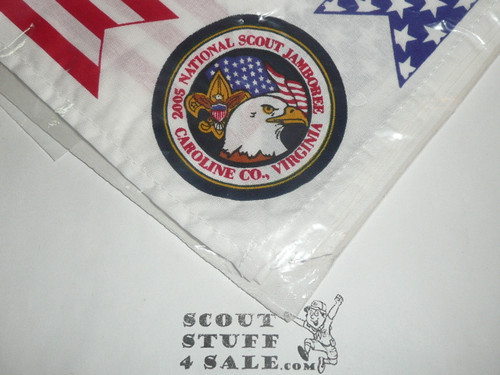 2005 NATIONAL SCOUT JAMBOREE
CAROLINE CO., VIRGINIA
SCOUT
STUFF
4 SALE.COM